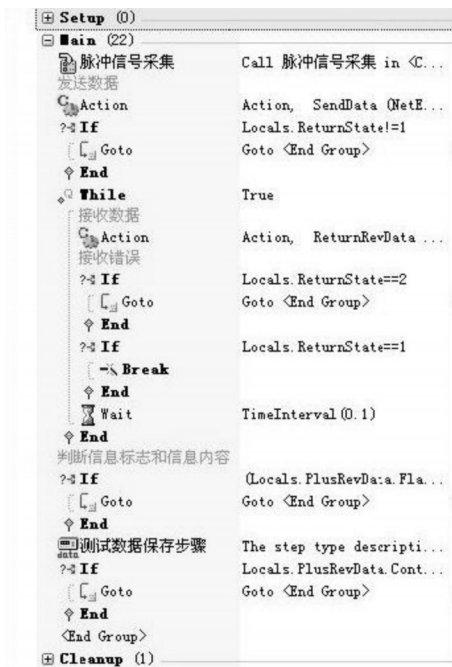 Setup (0)
Main (22)
脉冲信号采集 Call 脉冲信号采集 in <C...
发送数据
Action Action, SendData (NetE...
If Locals.ReturnState!=1
Goto Goto <End Group>
End
While True
接收数据
Action Action, ReturnRevData ...
接收错误
If Locals.ReturnState==2
Goto Goto <End Group>
End
If Locals.ReturnState==1
Break
End
Wait TimeInterval(0.1)
End
判断信息标志和信息内容
If (Locals.PlusRevData.Fla...
Goto Goto <End Group>
End
测试数据保存步骤 The step type descripti...
If Locals.PlusRevData.Cont...
Goto Goto <End Group>
End
<End Group>
Cleanup (1)